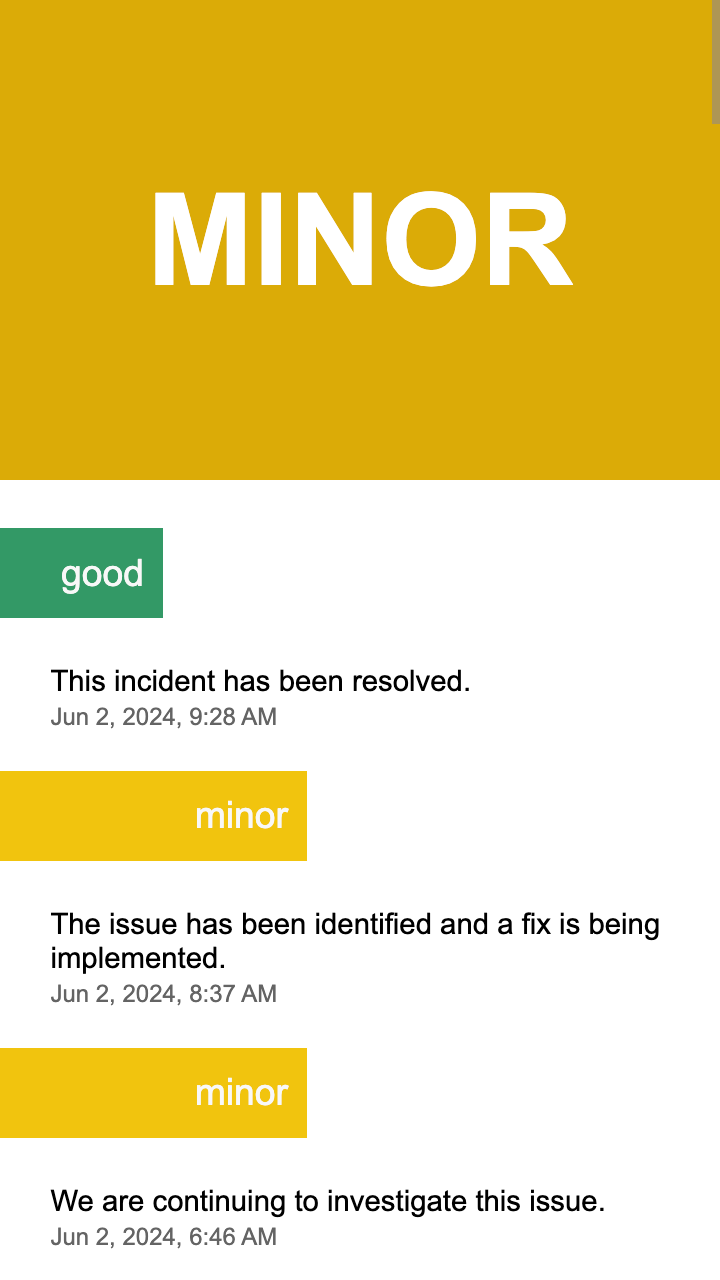 MINOR
good
This incident has been resolved.
Jun 2, 2024, 9:28 AM
minor
The issue has been identified and a fix is being
implemented.
Jun 2, 2024, 8:37 AM
minor
We are continuing to investigate this issue.
Jun 2, 2024, 6:46 AM